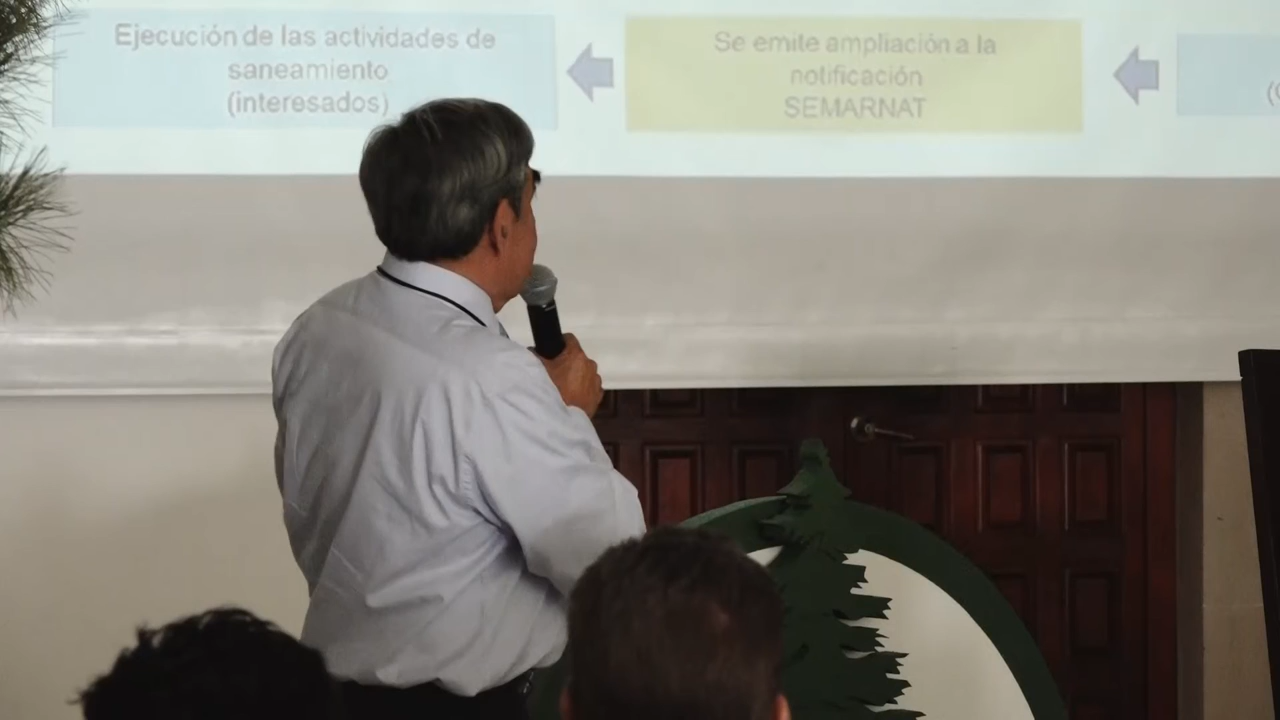 Ejecución de las actividades de
saneamiento
(interesados)
Se emite ampliación a la
notificación
SEMARNAT